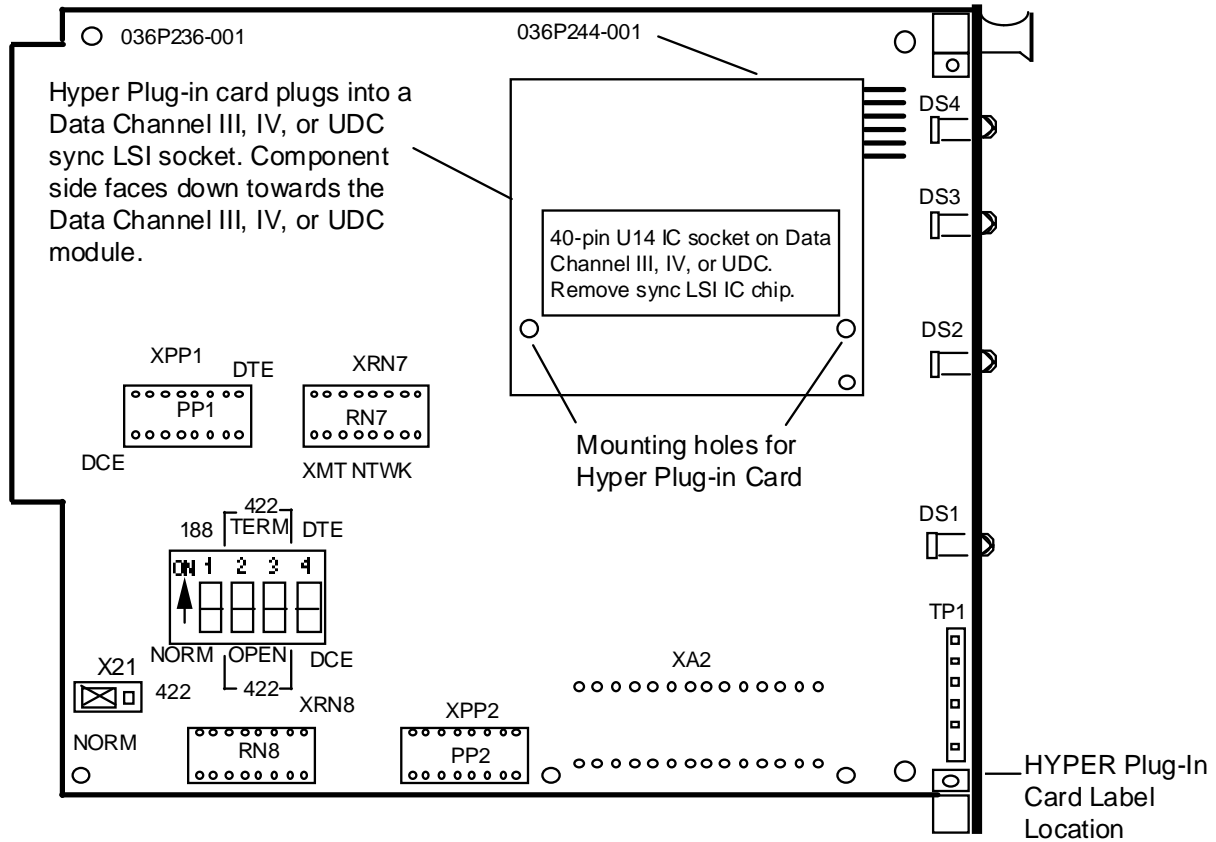 036P236-001
036P244-001
Hyper Plug-in card plugs into a
Data Channel III, IV, or UDC
sync LSI socket. Component
side faces down towards the
Data Channel III, IV, or UDC
module.
DS4
DS3
40-pin U14 IC socket on Data
Channel III, IV, or UDC.
Remove sync LSI IC chip.
DS2
XPP1
DTE
XRN7
PP1
RN7
DCE
XMT NTWK
Mounting holes for
Hyper Plug-in Card
422
188
TERM
DTE
DS1
ON 1 2 3 4
TP1
NORM
OPEN
DCE
422
X21
422
NORM
XRN8
RN8
XPP2
PP2
XA2
HYPER Plug-In
Card Label
Location